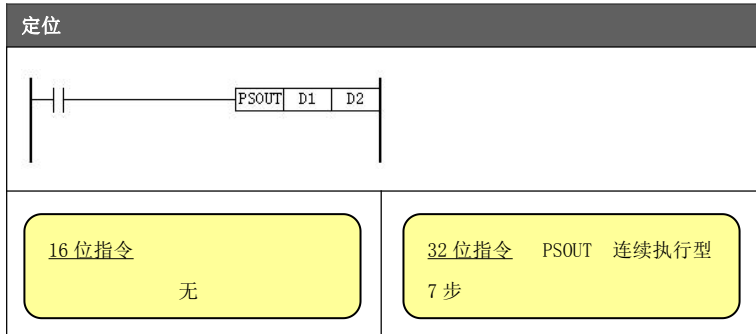 定位
PSOUT D1 D2
16 位指令
无
32 位指令 PSOUT 连续执行型
7 步